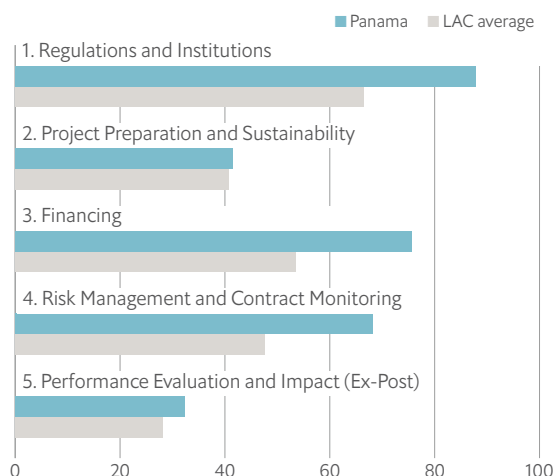 Panama LAC average
1. Regulations and Institutions
2. Project Preparation and Sustainability
3. Financing
4. Risk Management and Contract Monitoring
5. Performance Evaluation and Impact (Ex-Post)
0 20 40 60 80 100